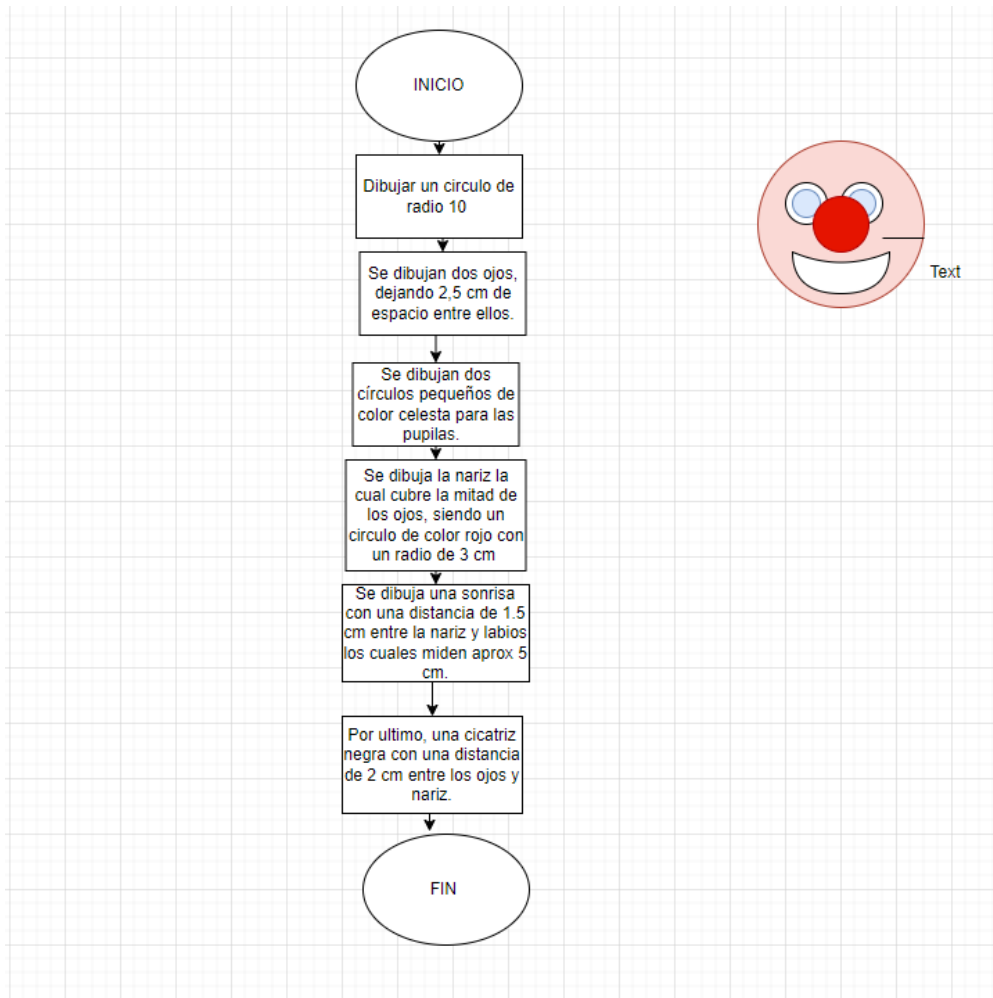 INICIO
Dibujar un circulo de
radio 10
Se dibujan dos ojos,
dejando 2,5 cm de
espacio entre ellos.
Se dibujan dos
círculos pequeños de
color celesta para las
pupilas.
Se dibuja la nariz la
cual cubre la mitad de
los ojos, siendo un
circulo de color rojo con
un radio de 3 cm
Se dibuja una sonrisa
con una distancia de 1.5
cm entre la nariz y labios
los cuales miden aprox 5
cm.
Por ultimo, una cicatriz
negra con una distancia
de 2 cm entre los ojos y
nariz.
FIN
Text